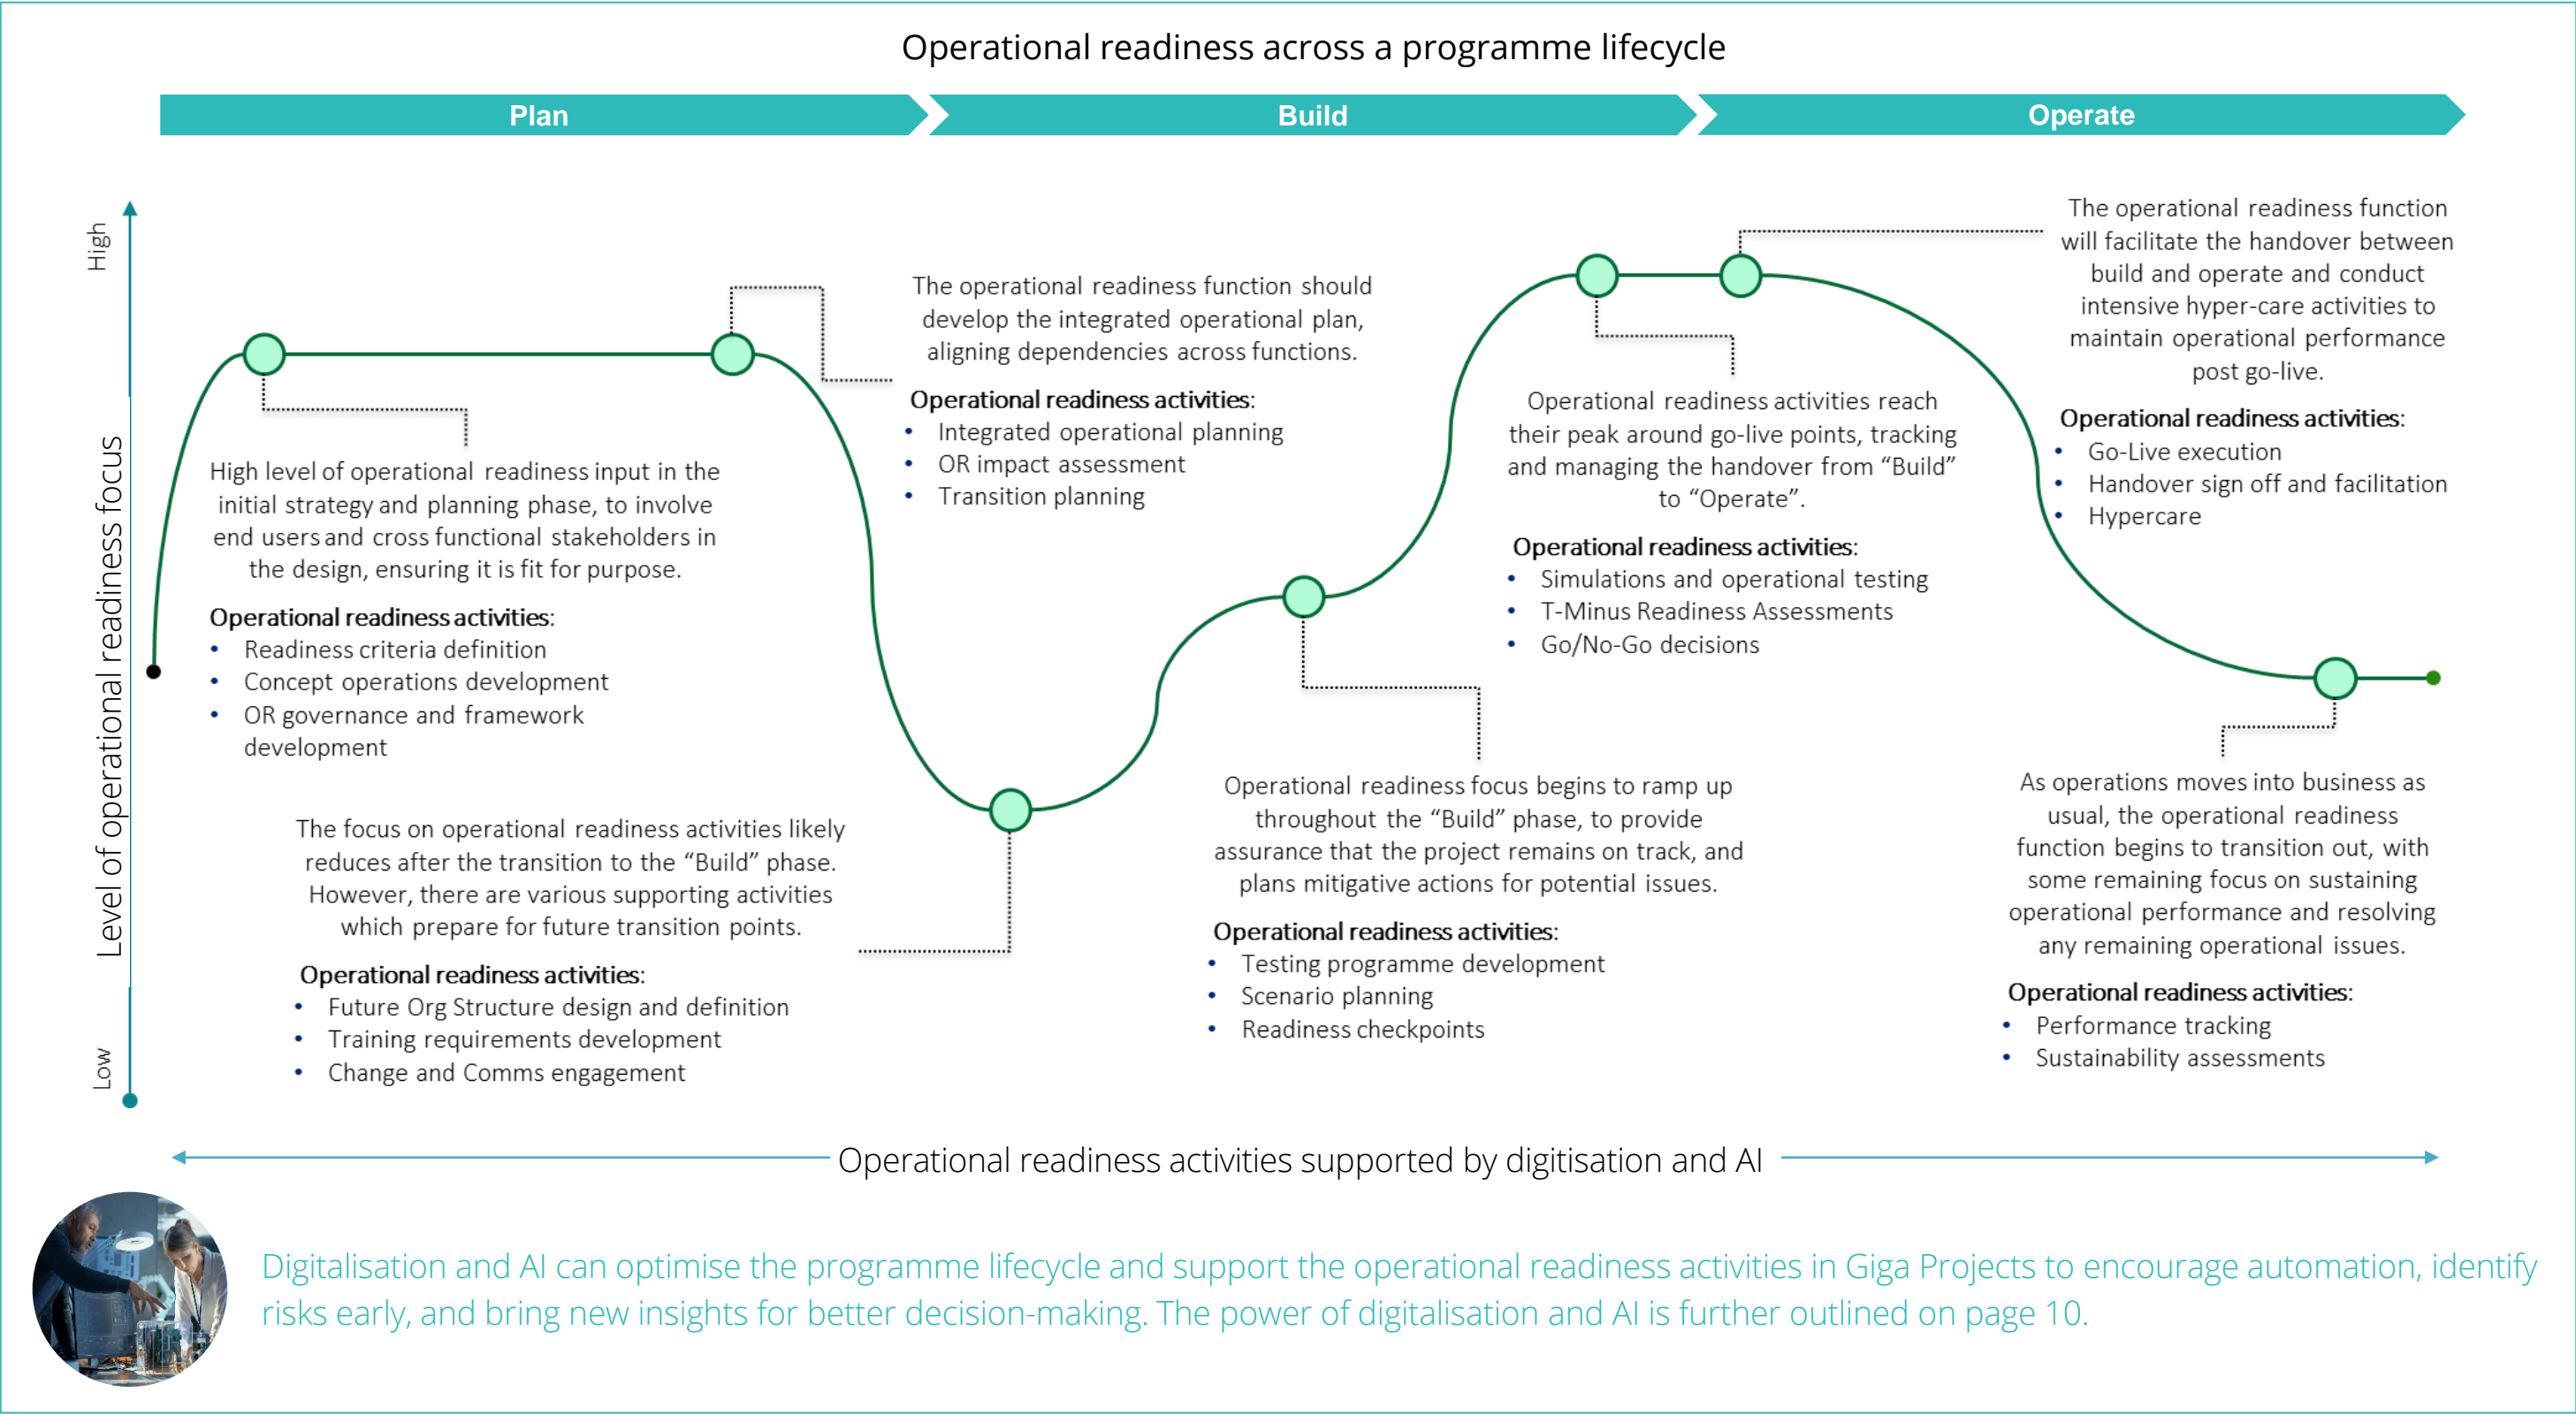 Operational readiness across a programme lifecycle
Plan
Build
Operate
High
Level of operational readiness focus
Low
High level of operational readiness input in the
initial strategy and planning phase, to involve
end users and cross functional stakeholders in
the design, ensuring it is fit for purpose.
Operational readiness activities:
• Readiness criteria definition
• Concept operations development
• OR governance and framework
development
The operational readiness function should
develop the integrated operational plan,
aligning dependencies across functions.
Operational readiness activities:
• Integrated operational planning
• OR impact assessment
• Transition planning
The focus on operational readiness activities likely
reduces after the transition to the “Build” phase.
However, there are various supporting activities
which prepare for future transition points.
Operational readiness activities:
• Future Org Structure design and definition
• Training requirements development
• Change and Comms engagement
Operational readiness focus begins to ramp up
throughout the “Build” phase, to provide
assurance that the project remains on track, and
plans mitigative actions for potential issues.
Operational readiness activities:
• Testing programme development
• Scenario planning
• Readiness checkpoints
Operational readiness activities reach
their peak around go-live points, tracking
and managing the handover from “Build”
to “Operate”.
Operational readiness activities:
• Simulations and operational testing
• T-Minus Readiness Assessments
• Go/No-Go decisions
The operational readiness function
will facilitate the handover between
build and operate and conduct
intensive hyper-care activities to
maintain operational performance
post go-live.
Operational readiness activities:
• Go-Live execution
• Handover sign off and facilitation
• Hypercare
As operations moves into business as
usual, the operational readiness
function begins to transition out, with
some remaining focus on sustaining
operational performance and resolving
any remaining operational issues.
Operational readiness activities:
• Performance tracking
• Sustainability assessments
Operational readiness activities supported by digitisation and AI
Digitalisation and AI can optimise the programme lifecycle and support the operational readiness activities in Giga Projects to encourage automation, identify
risks early, and bring new insights for better decision-making. The power of digitalisation and AI is further outlined on page 10.